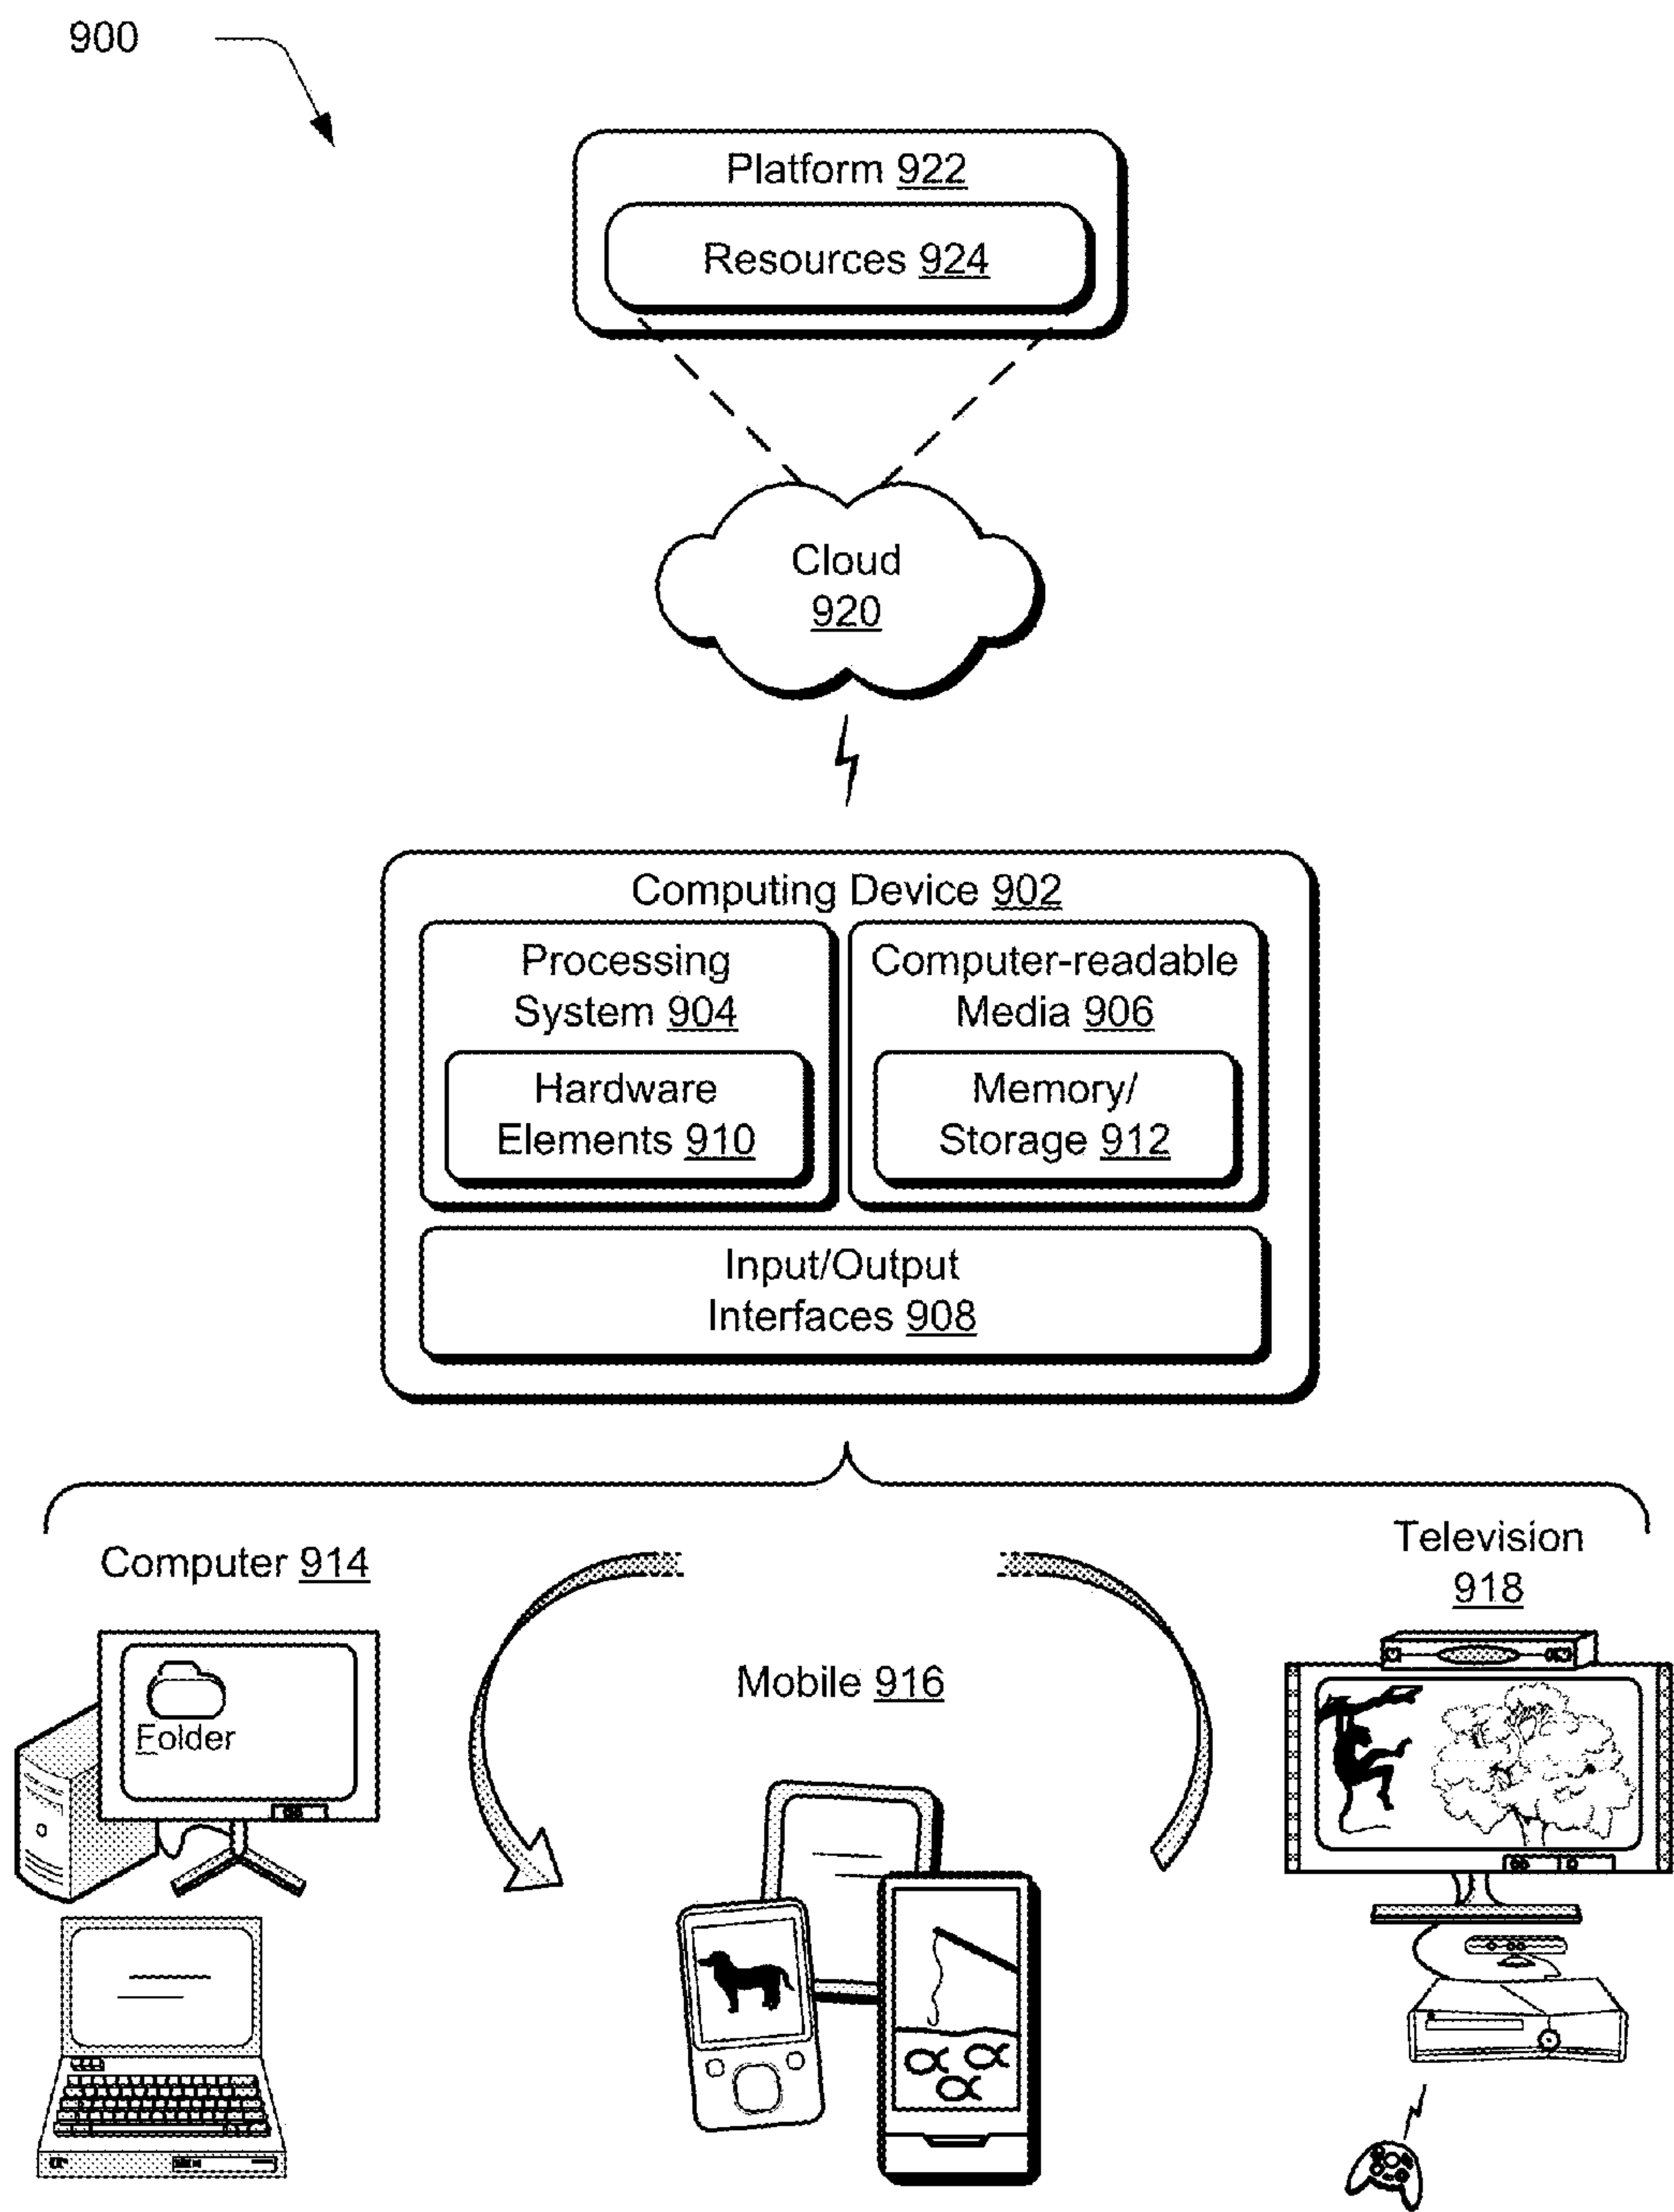 900
Platform 922
Resources 924
Cloud
920
Computing Device 902
Processing
System 904
Hardware
Elements 910
Computer-readable
Media 906
Memory/
Storage 912
Input/Output
Interfaces 908
Computer 914
Folder
Mobile 916
Television
918